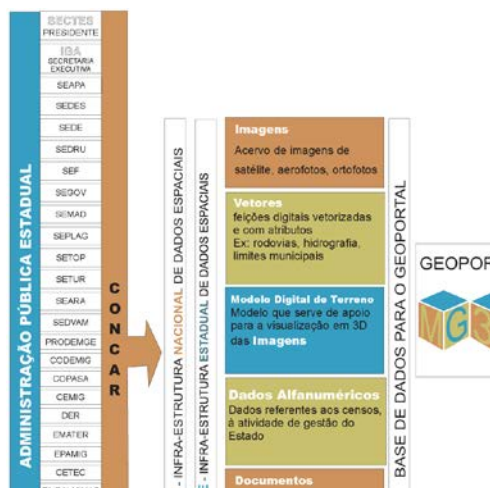 ADMINISTRAÇÃO PÚBLICA ESTADUAL
SECTES
PRESIDENTE
IGA
SECRETARIA
EXECUTIVA
SEAPA
SEDES
SEDE
SEDRU
SEF
SEGOV
SEMAD
SEPLAG
SETOP
SETUR
SEARA
SEDVAM
PRODEMGE
CODEMIG
COPASA
CEMIG
DER
EMATER
EPAMIG
CETEC
CONCAR
- INFRA-ESTRUTURA NACIONAL DE DADOS ESPACIAIS
E - INFRA-ESTRUTURA ESTADUAL DE DADOS ESPACIAIS
Imagens
Acervo de imagens de
satélite, aerofotos, ortofotos
Vetores
feições digitais vetorizadas
e com atributos
Ex: rodovias, hidrografia,
limites municipais
Modelo Digital de Terreno
Modelo que serve de apoio
para a visualização em 3D
das Imagens
Dados Alfanuméricos
Dados referentes aos censos,
à atividade de gestão do
Estado
Documentos
BASE DE DADOS PARA O GEOPORTAL
GEOPOR
MG3